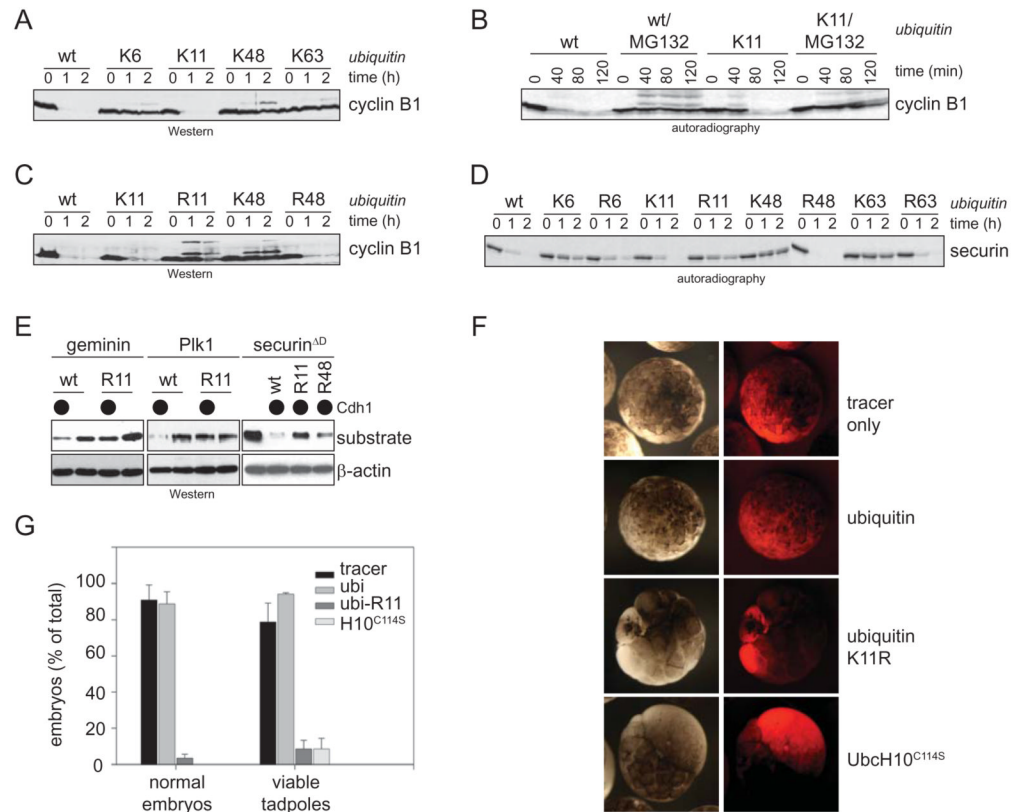 A
wt K6 K11 K48 K63 ubiquitin
0 1 2 0 1 2 0 1 2 0 1 2 0 1 2 time (h)
cyclin B1
Western
B
wt/ MG132 K11/ MG132 ubiquitin
wt K11
0 40 80 120 0 40 80 120 0 40 80 120 0 40 80 120 time (min)
cyclin B1
autoradiography
C
wt K11 R11 K48 R48 ubiquitin
0 1 2 0 1 2 0 1 2 0 1 2 0 1 2 time (h)
cyclin B1
Western
D
wt K6 R6 K11 R11 K48 R48 K63 R63 ubiquitin
0 1 2 0 1 2 0 1 2 0 1 2 0 1 2 0 1 2 0 1 2 0 1 2 0 1 2 time (h)
securin
autoradiography
E
geminin Plk1 securinΔD
wt R11 wt R11 wt R11 R48
Cdh1
substrate
β-actin
Western
F
tracer
only
ubiquitin
ubiquitin
K11R
UbcH10C114S
G
tracer
ubi
ubi-R11
H10C114S
embryos (% of total)
100
80
60
40
20
0
normal
embryos
viable
tadpoles